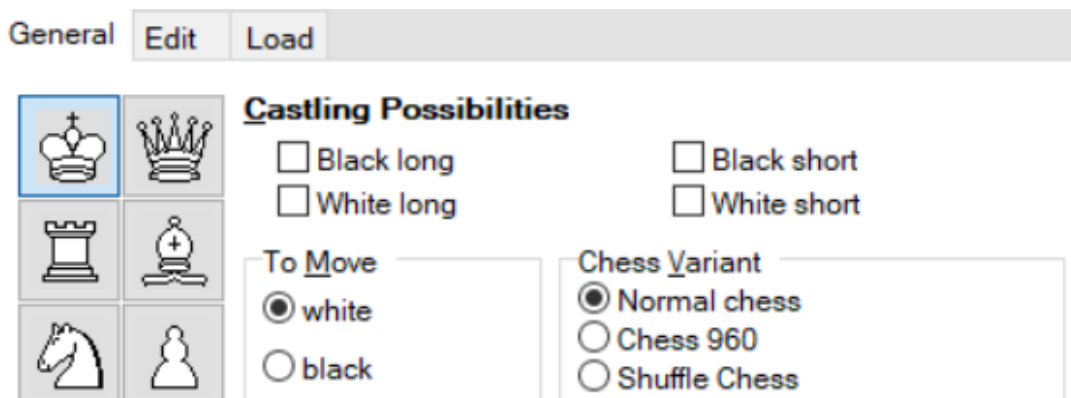 General Edit Load
Castling Possibilities
Black long Black short
White long White short
To Move Chess Variant
white Normal chess
Chess 960
black Shuffle Chess